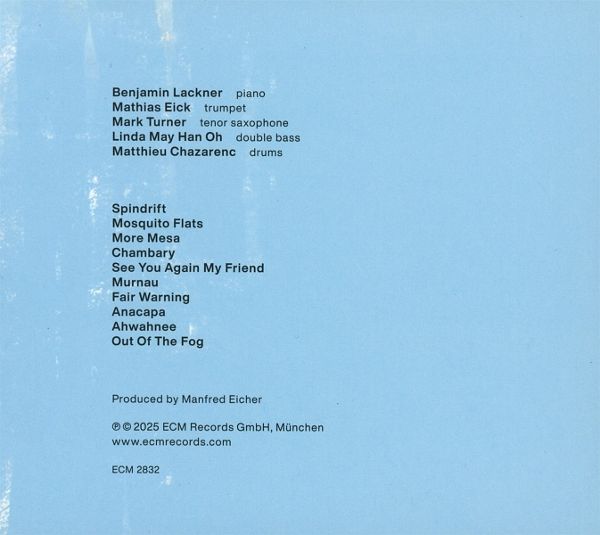 Benjamin Lackner piano
Mathias Eick trumpet
Mark Turner tenor saxophone
Linda May Han Oh double bass
Matthieu Chazarenc drums
Spindrift
Mosquito Flats
More Mesa
Chambary
See You Again My Friend
Murnau
Fair Warning
Anacapa
Ahwahnee
Out Of The Fog
Produced by Manfred Eicher
℗ © 2025 ECM Records GmbH, München
www.ecmrecords.com
ECM 2832